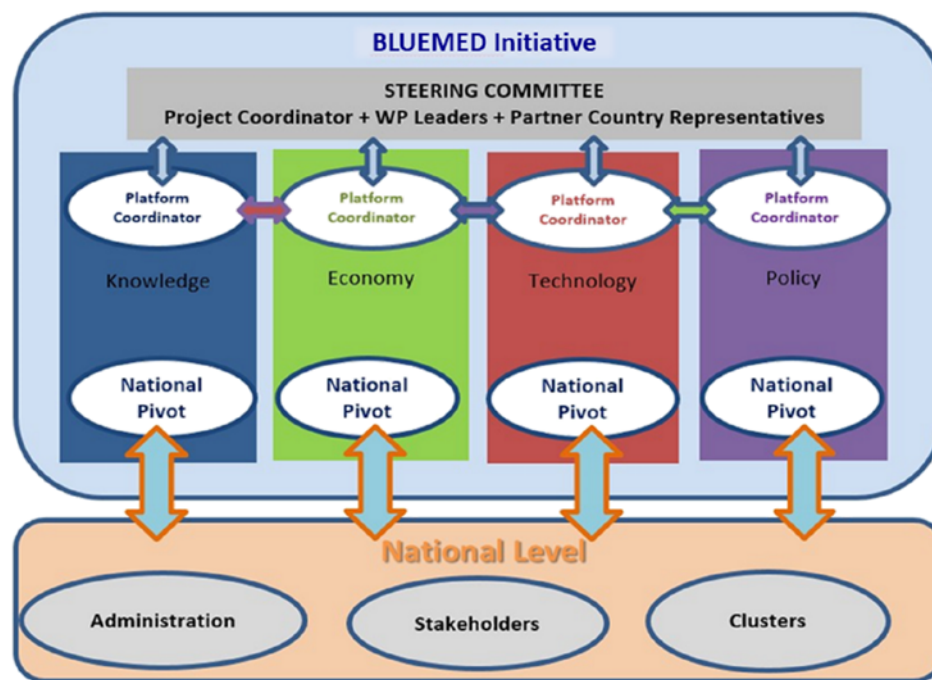 BLUEMED Initiative
STEERING COMMITTEE
Project Coordinator + WP Leaders + Partner Country Representatives
Platform
Coordinator
Platform
Coordinator
Platform
Coordinator
Platform
Coordinator
Knowledge
Economy
Technology
Policy
National
Pivot
National
Pivot
National
Pivot
National
Pivot
National Level
Administration
Stakeholders
Clusters